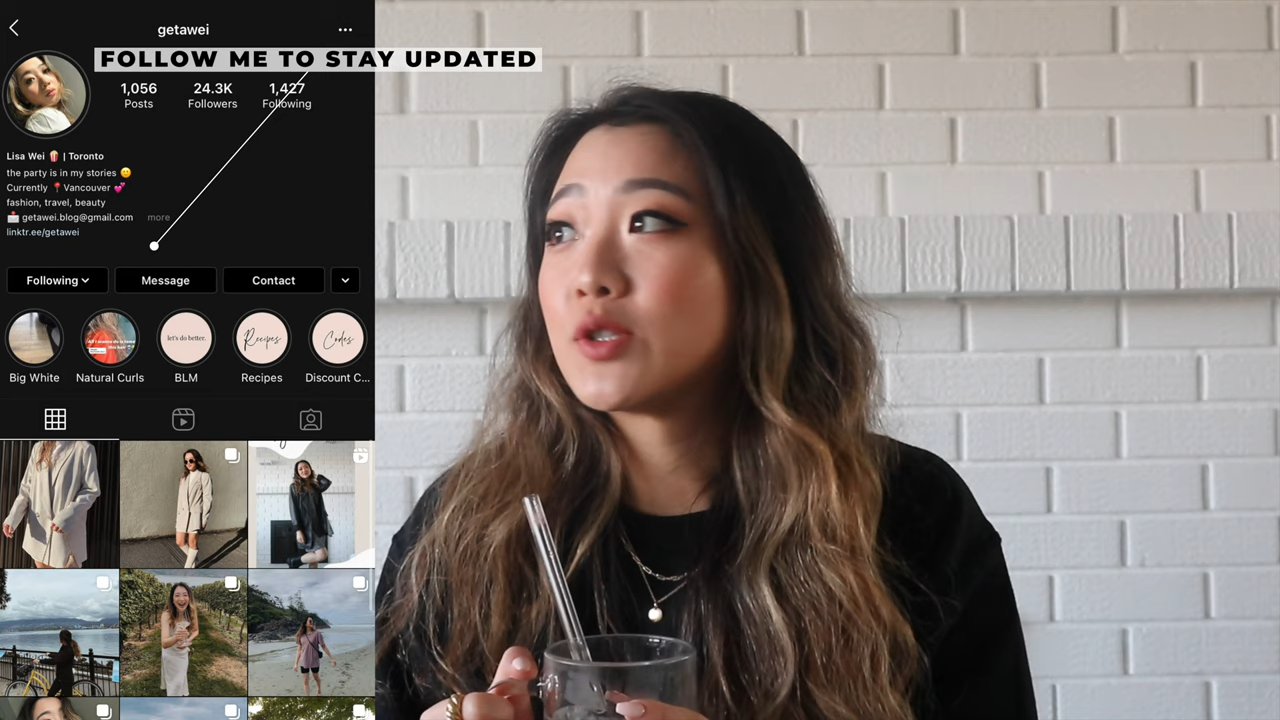 getawei
FOLLOW ME TO STAY UPDATED
1,056 24.3K 1,427
Posts Followers Following
Lisa Wei 🍿 | Toronto
the party is in my stories 😋
Currently 📍Vancouver 💕
fashion, travel, beauty
📩 getawei.blog@gmail.com more
linktr.ee/getawei
Following Message Contact
let's do better. Recipes Codes
Big White Natural Curls BLM Recipes Discount C...